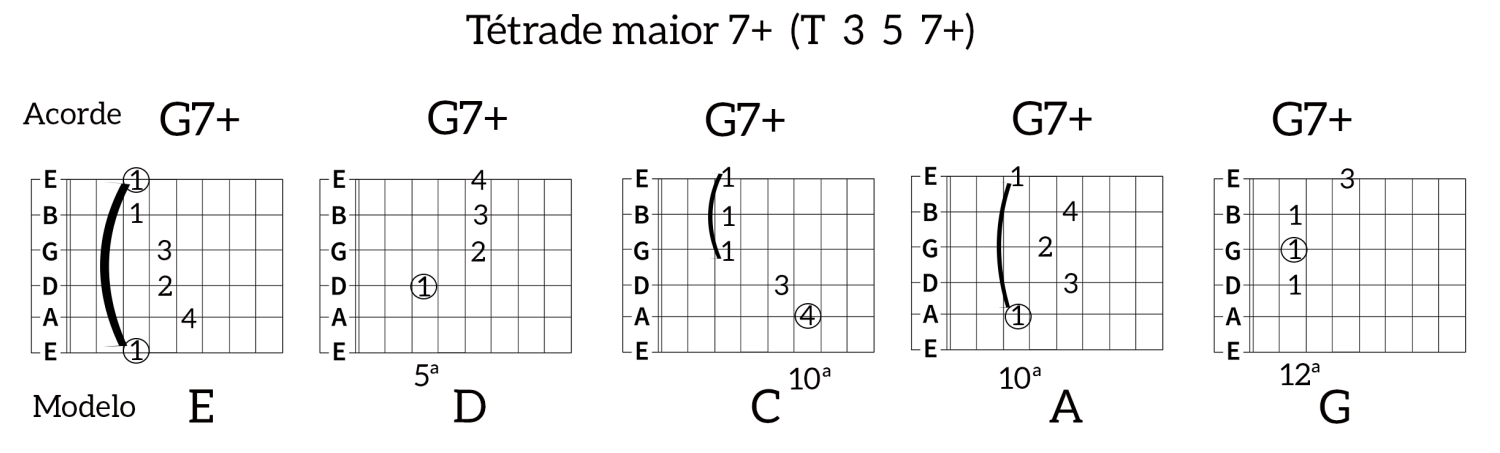 Tétrade maior 7+ (T 3 5 7+)
Acorde G7+ G7+ G7+ G7+ G7+
E 1 E 4 E 1 E 1 E 3
B 1 B 3 B 1 B 4 B 1
G 3 G 2 G 1 G 2 G 1
D 2 D 1 D 3 D 3 D 1
A 4 A A 4 A 1 A
E 1 E E E E
5ª 10ª 10ª 12ª
Modelo E D C A G